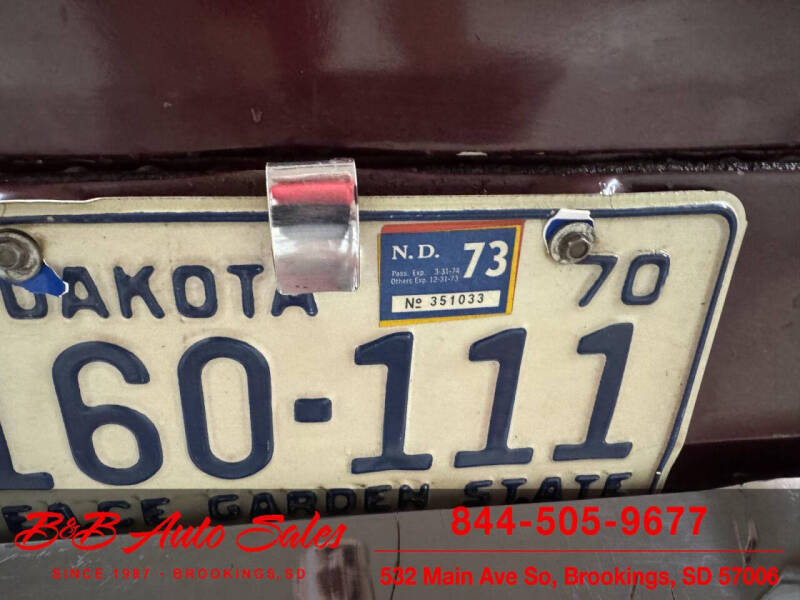 N.D. 73
Pass. Exp. 3-31-74
Others Exp. 12-31-73
No 351033
DAKOTA 70
160-111
PEACE GARDEN STATE
B&B Auto Sales
SINCE 1987 - BROOKINGS, SD
844-505-9677
532 Main Ave So, Brookings, SD 57006